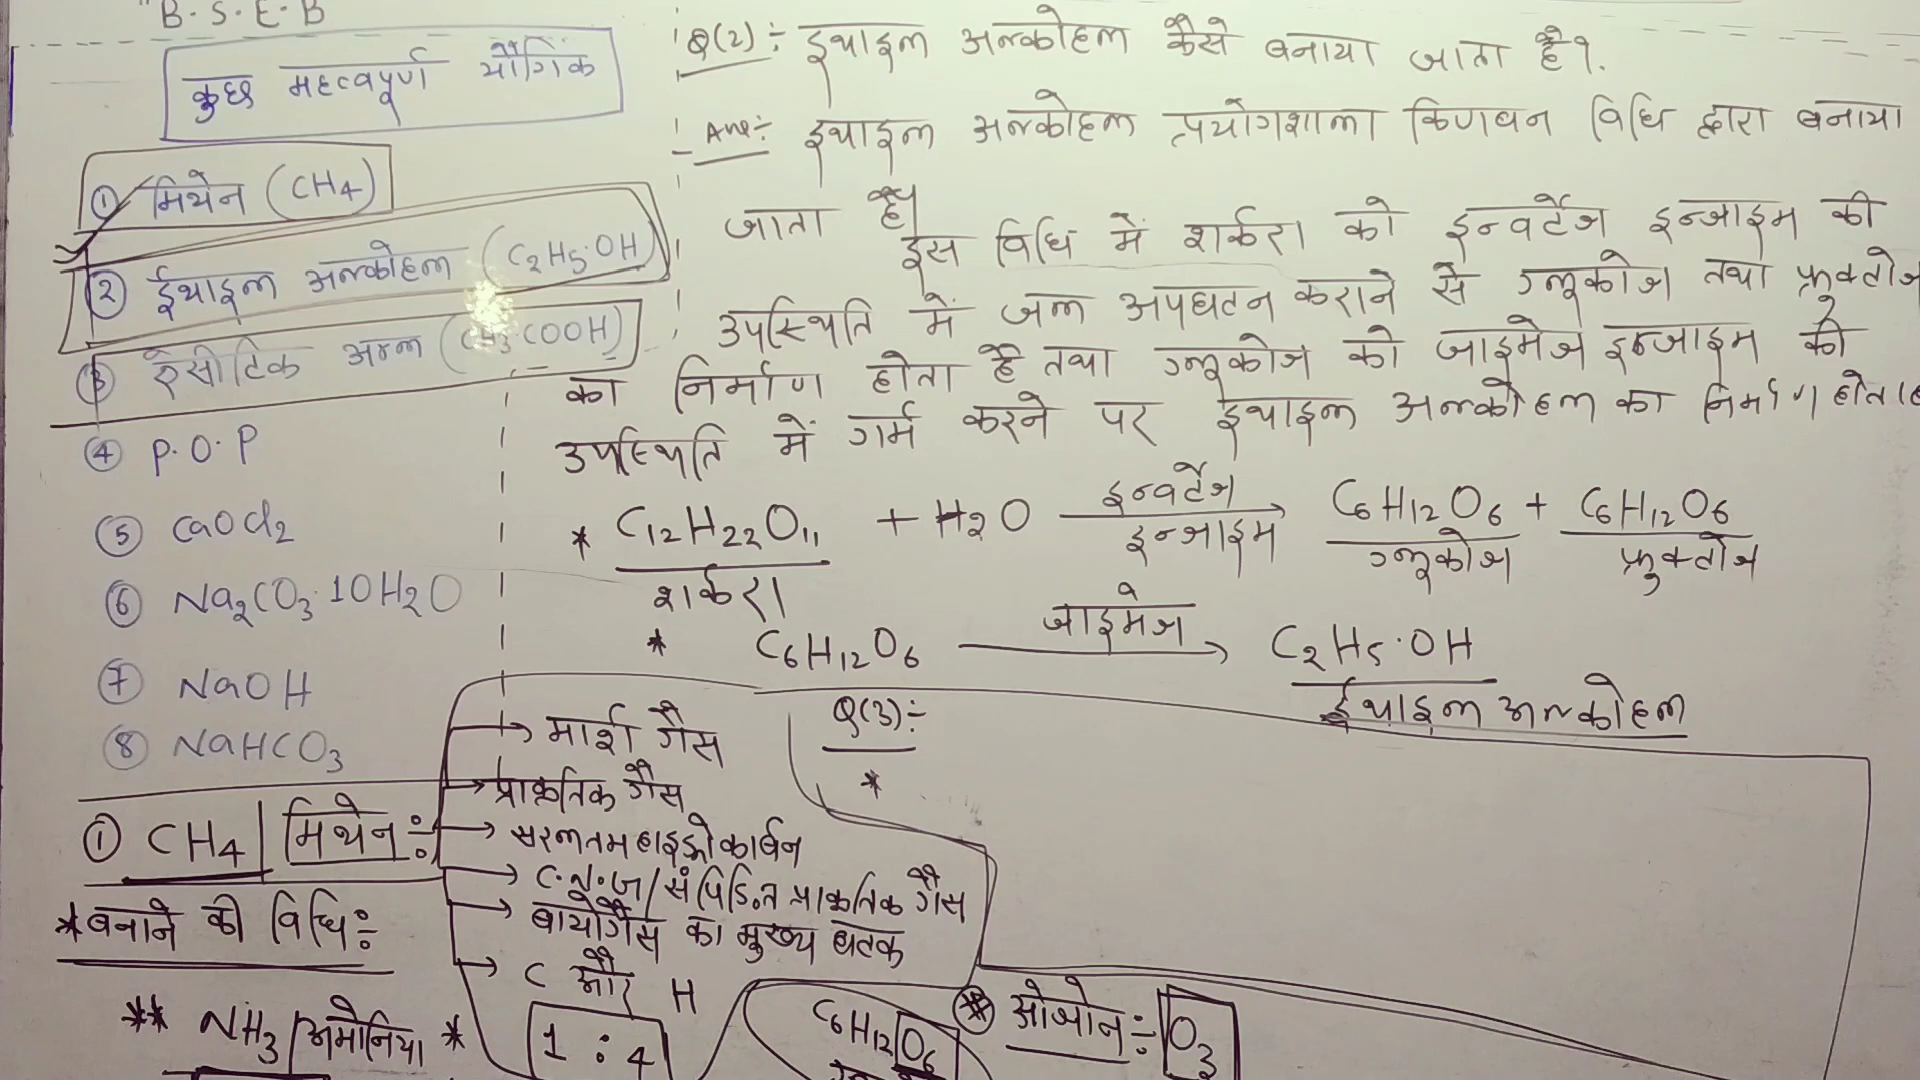 B.S.E.B
कुछ महत्वपूर्ण यौगिक
① मिथेन (CH4)
② ईथाइल अल्कोहल (C2H5·OH)
③ ऐसीटिक अम्ल (CH3·COOH)
④ P.O.P
⑤ CaOCl2
⑥ Na2CO3·10H2O
⑦ NaOH
⑧ NaHCO3
Q(2):- इथाइल अल्कोहल कैसे बनाया जाता है?.
Ans:- इथाइल अल्कोहल प्रयोगशाला किणवन विधि द्वारा बनाया
जाता है।
इस विधि में शर्करा को इन्वर्टेज इन्जाइम की
उपस्थिति में जल अपघटन कराने से ग्लूकोज तथा फ्रुक्टोज
का निर्माण होता है तथा ग्लूकोज को जाइमेज इन्जाइम की
उपस्थिति में गर्म करने पर इथाइल अल्कोहल का निर्माण होता है
* C12H22O11 + H2O इन्वर्टेज इन्जाइम → C6H12O6 + C6H12O6
शर्करा ग्लूकोज फ्रुक्टोज
* C6H12O6 जाइमेज → C2H5·OH
ईथाइल अल्कोहल
① CH4 | मिथेन ÷
→ मार्श गैस
→ प्राकृतिक गैस
→ सरलतम हाइड्रोकार्बन
→ C.N.G/संपिडित प्राकृतिक गैस
→ बायोगैस का मुख्य घटक
→ C और H
1 : 4
* बनाने की विधि ÷
** NH3/अमोनिया *
Q(3):-
*
C6H12O6
* ओजोन ÷ O3